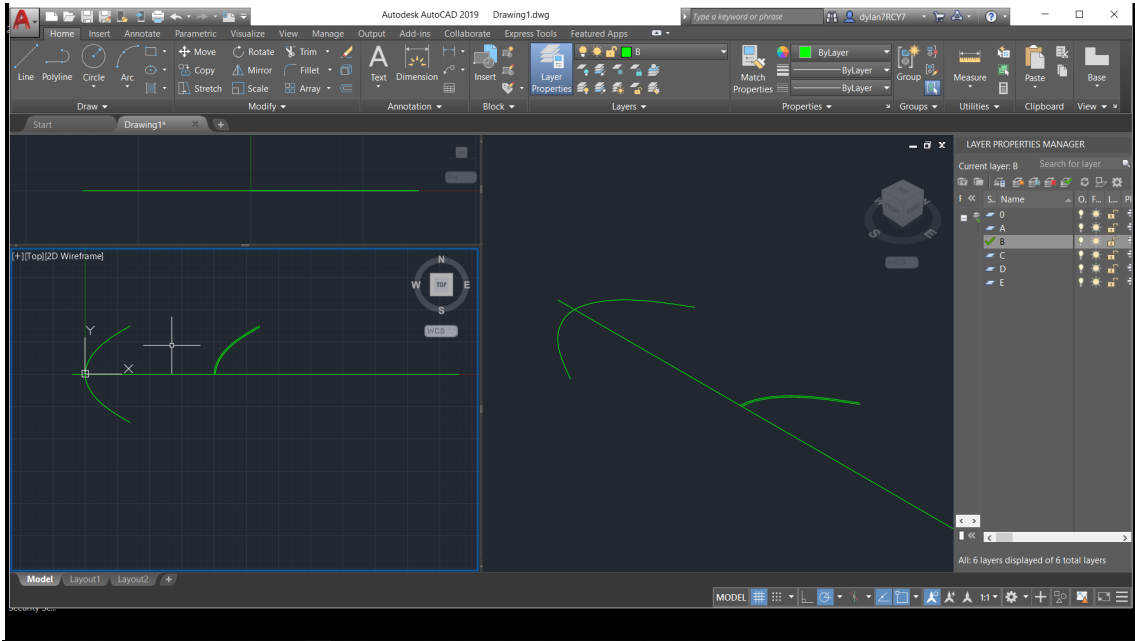 Autodesk AutoCAD 2019 Drawing1.dwg
Type a keyword or phrase
dylan7RCY7
Home Insert Annotate Parametric Visualize View Manage Output Add-ins Collaborate Express Tools Featured Apps
Line Polyline Circle Arc
Move Rotate Trim
Copy Mirror Fillet
Stretch Scale Array
Text Dimension
Insert
Layer Properties
B
Match Properties
ByLayer
ByLayer
ByLayer
Group
Measure
Paste
Base
Draw Modify Annotation Block Layers Properties Groups Utilities Clipboard View
Start Drawing1* +
[+][Top][2D Wireframe]
N
W TOP E
S
WCS
Y
X
S
E
LAYER PROPERTIES MANAGER
Current layer: B Search for layer
S.. Name O. F... L... Pl
0
A
B
C
D
E
All: 6 layers displayed of 6 total layers
Model Layout1 Layout2 +
MODEL 1:1
Security Sc...